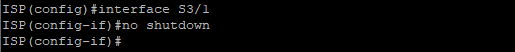 ISP(config)#interface S3/1
ISP(config-if)#no shutdown
ISP(config-if)#